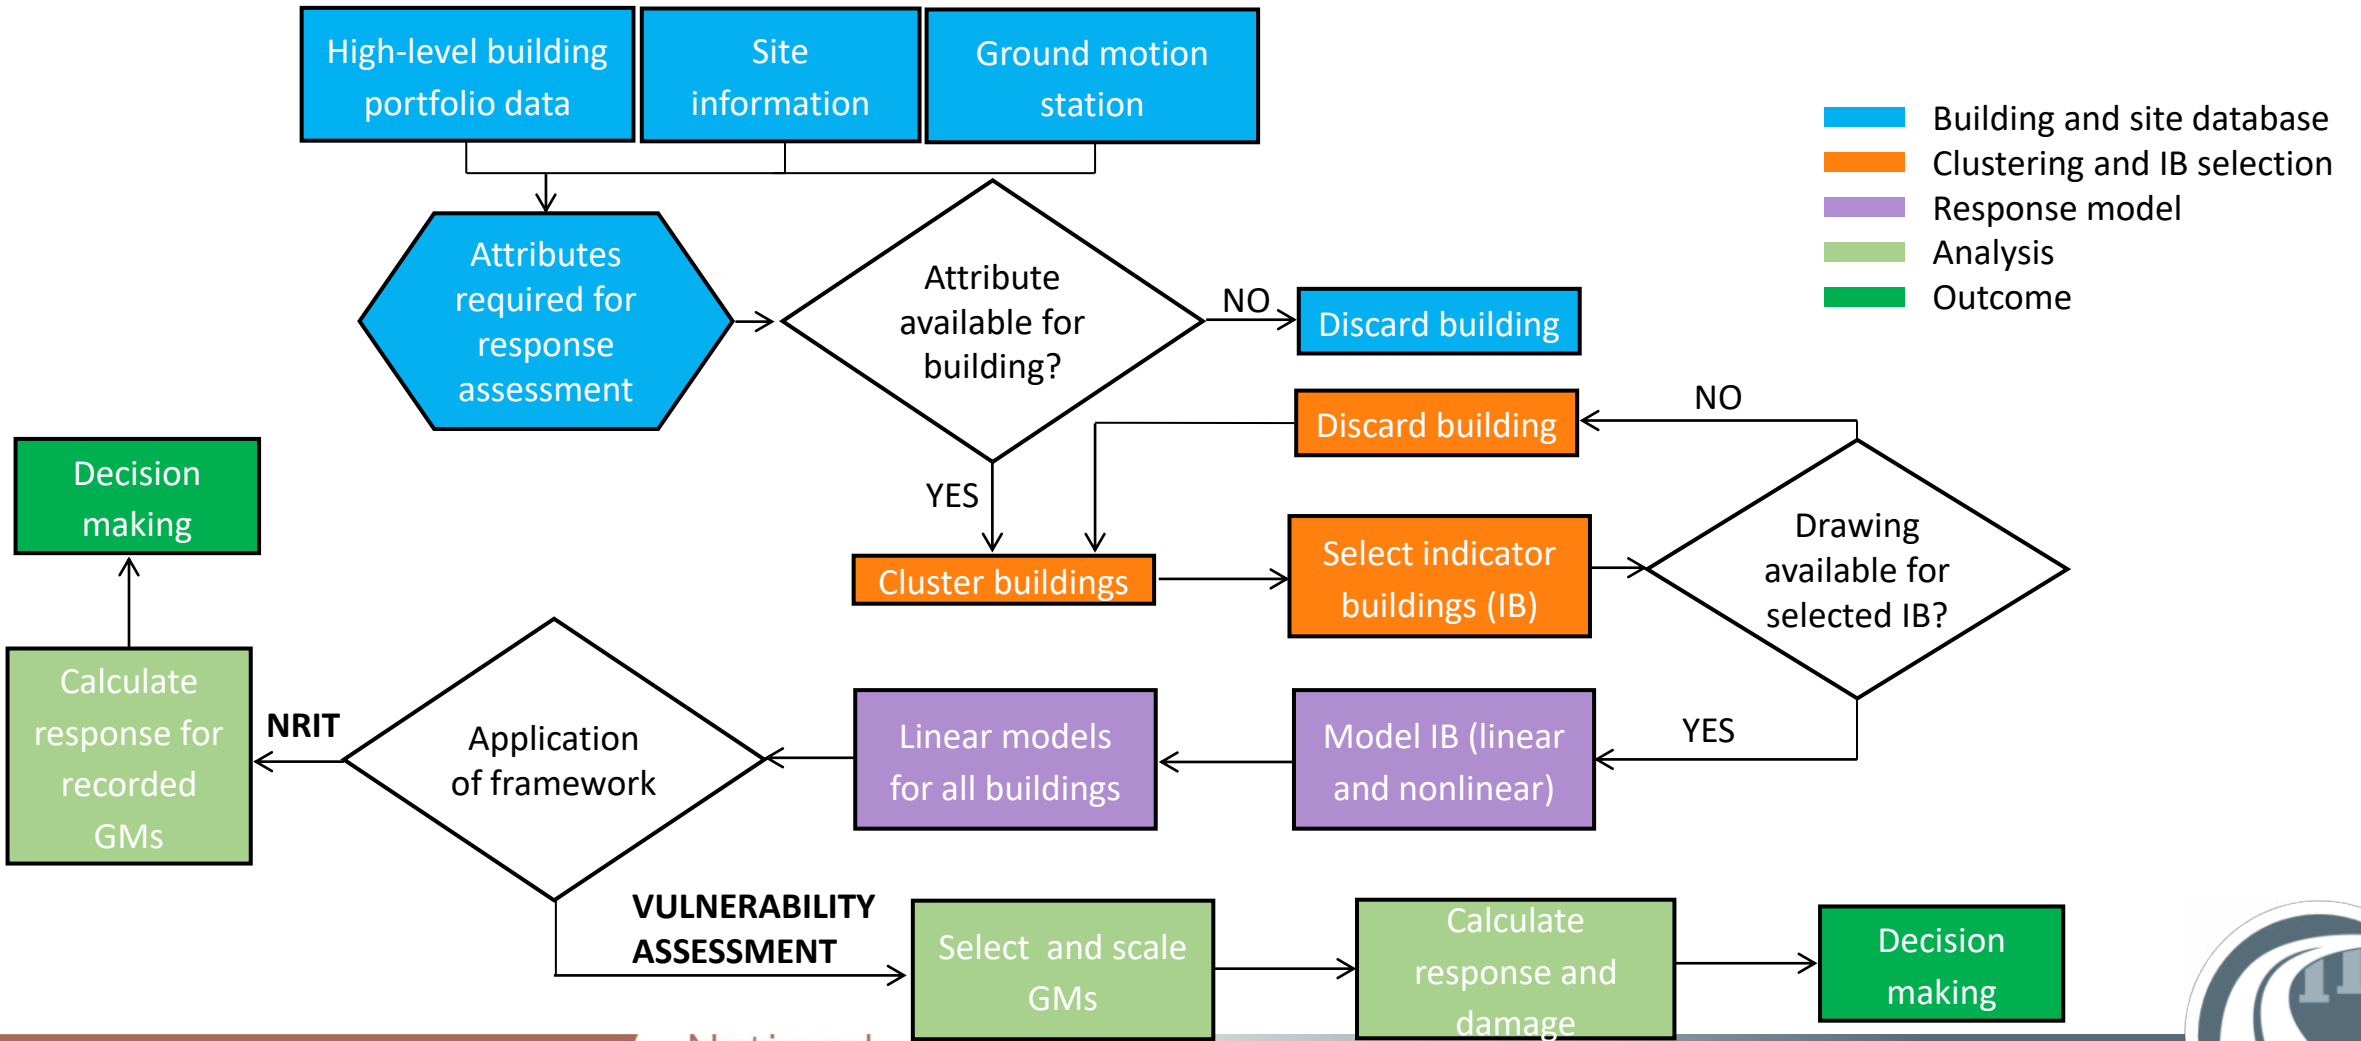 High-level building
portfolio data
Site
information
Ground motion
station
Building and site database
Clustering and IB selection
Response model
Analysis
Outcome
Attributes
required for
response
assessment
Attribute
available for
building?
NO
Discard building
NO
Discard building
YES
Decision
making
Cluster buildings
Select indicator
buildings (IB)
Drawing
available for
selected IB?
Calculate
response for
recorded
GMs
NRIT
Application
of framework
Linear models
for all buildings
Model IB (linear
and nonlinear)
YES
VULNERABILITY
ASSESSMENT
Select and scale
GMs
Calculate
response and
damage
Decision
making